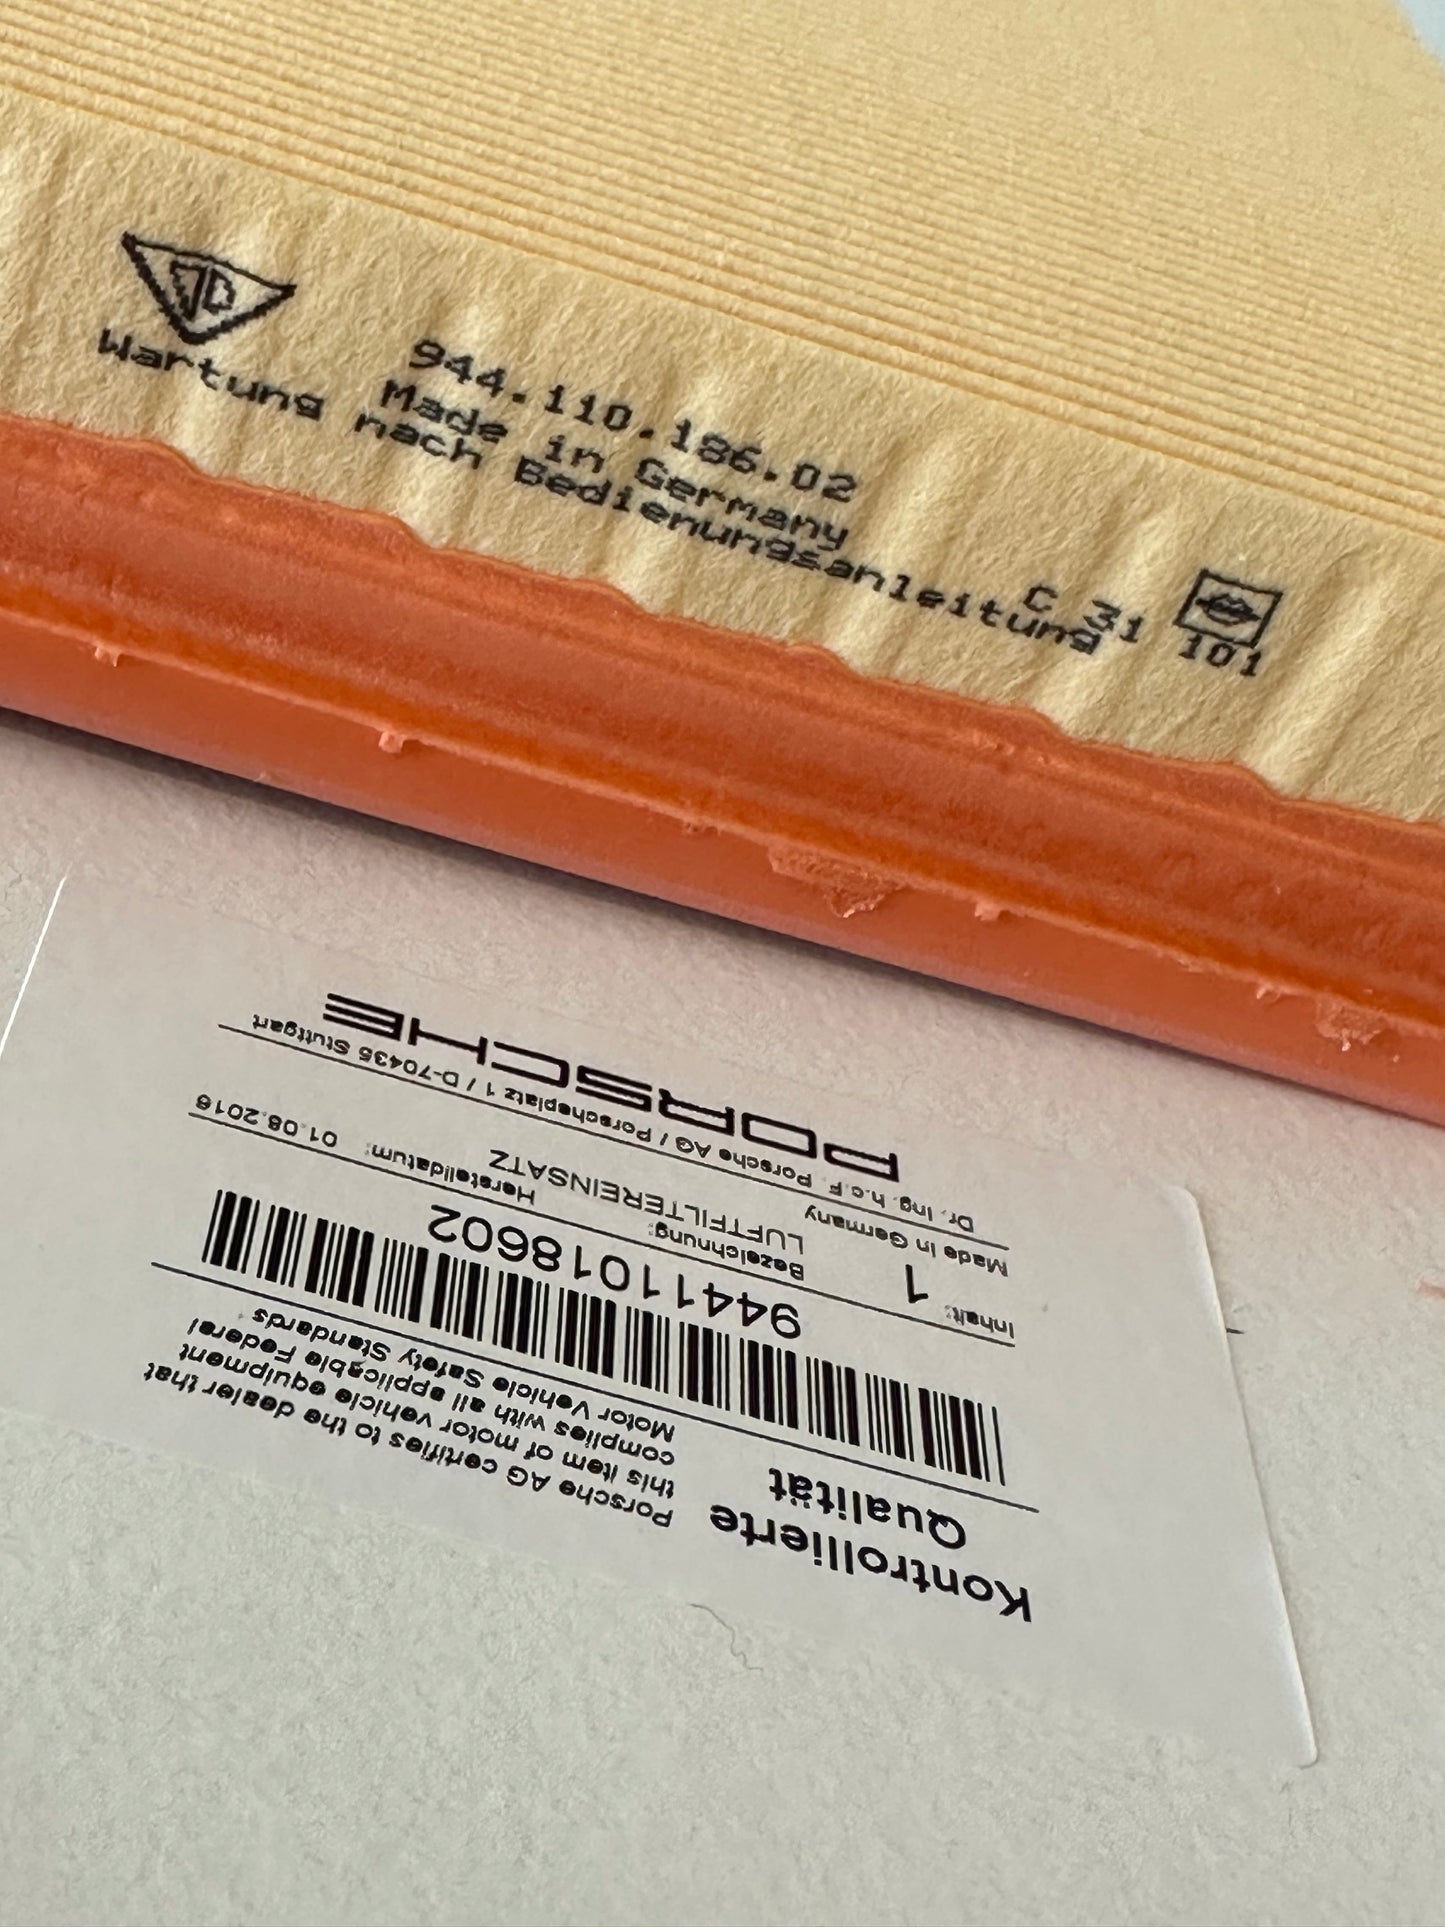 944.110.186.02
Made in Germany
Wartung nach Bedienungsanleitung
C 31 101
PORSCHE
Dr. Ing. h.c.F. Porsche AG / Porscheplatz 1 / D-70435 Stuttgart
Made in Germany
Inhalt: 1
Bezeichnung:
LUFTFILTEREINSATZ
Herstelldatum: 01.08.2016
94411018602
Kontrollierte
Qualität
Porsche AG certifies to the dealer that
this item of motor vehicle equipment
complies with all applicable Federal
Motor Vehicle Safety Standards